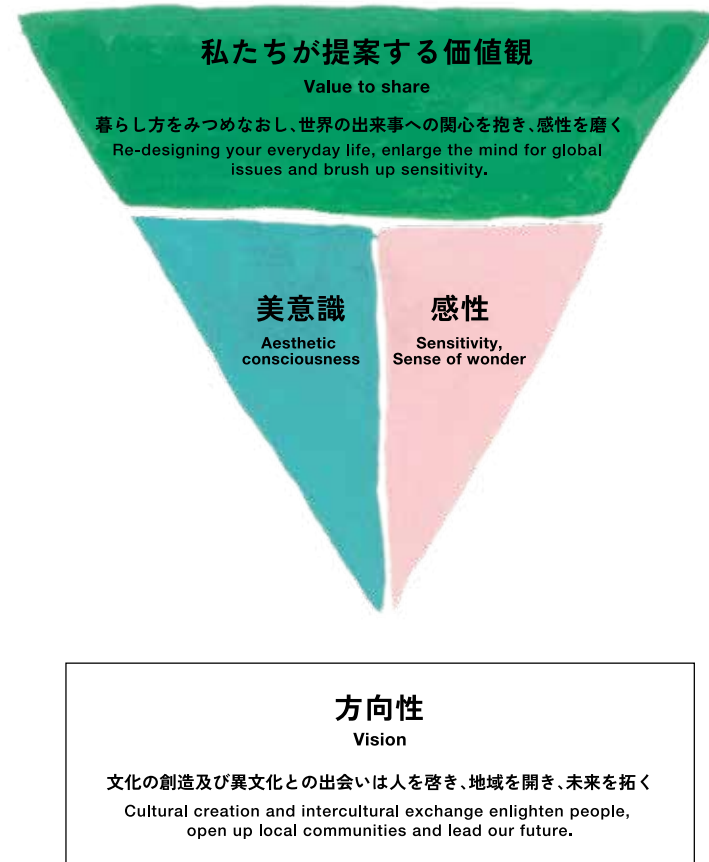 私たちが提案する価値観
Value to share
暮らし方をみつめなおし、世界の出来事への関心を抱き、感性を磨く
Re-designing your everyday life, enlarge the mind for global
issues and brush up sensitivity.
美意識
Aesthetic
consciousness
感性
Sensitivity,
Sense of wonder
方向性
Vision
文化の創造及び異文化との出会いは人を啓き、地域を開き、未来を拓く
Cultural creation and intercultural exchange enlighten people,
open up local communities and lead our future.